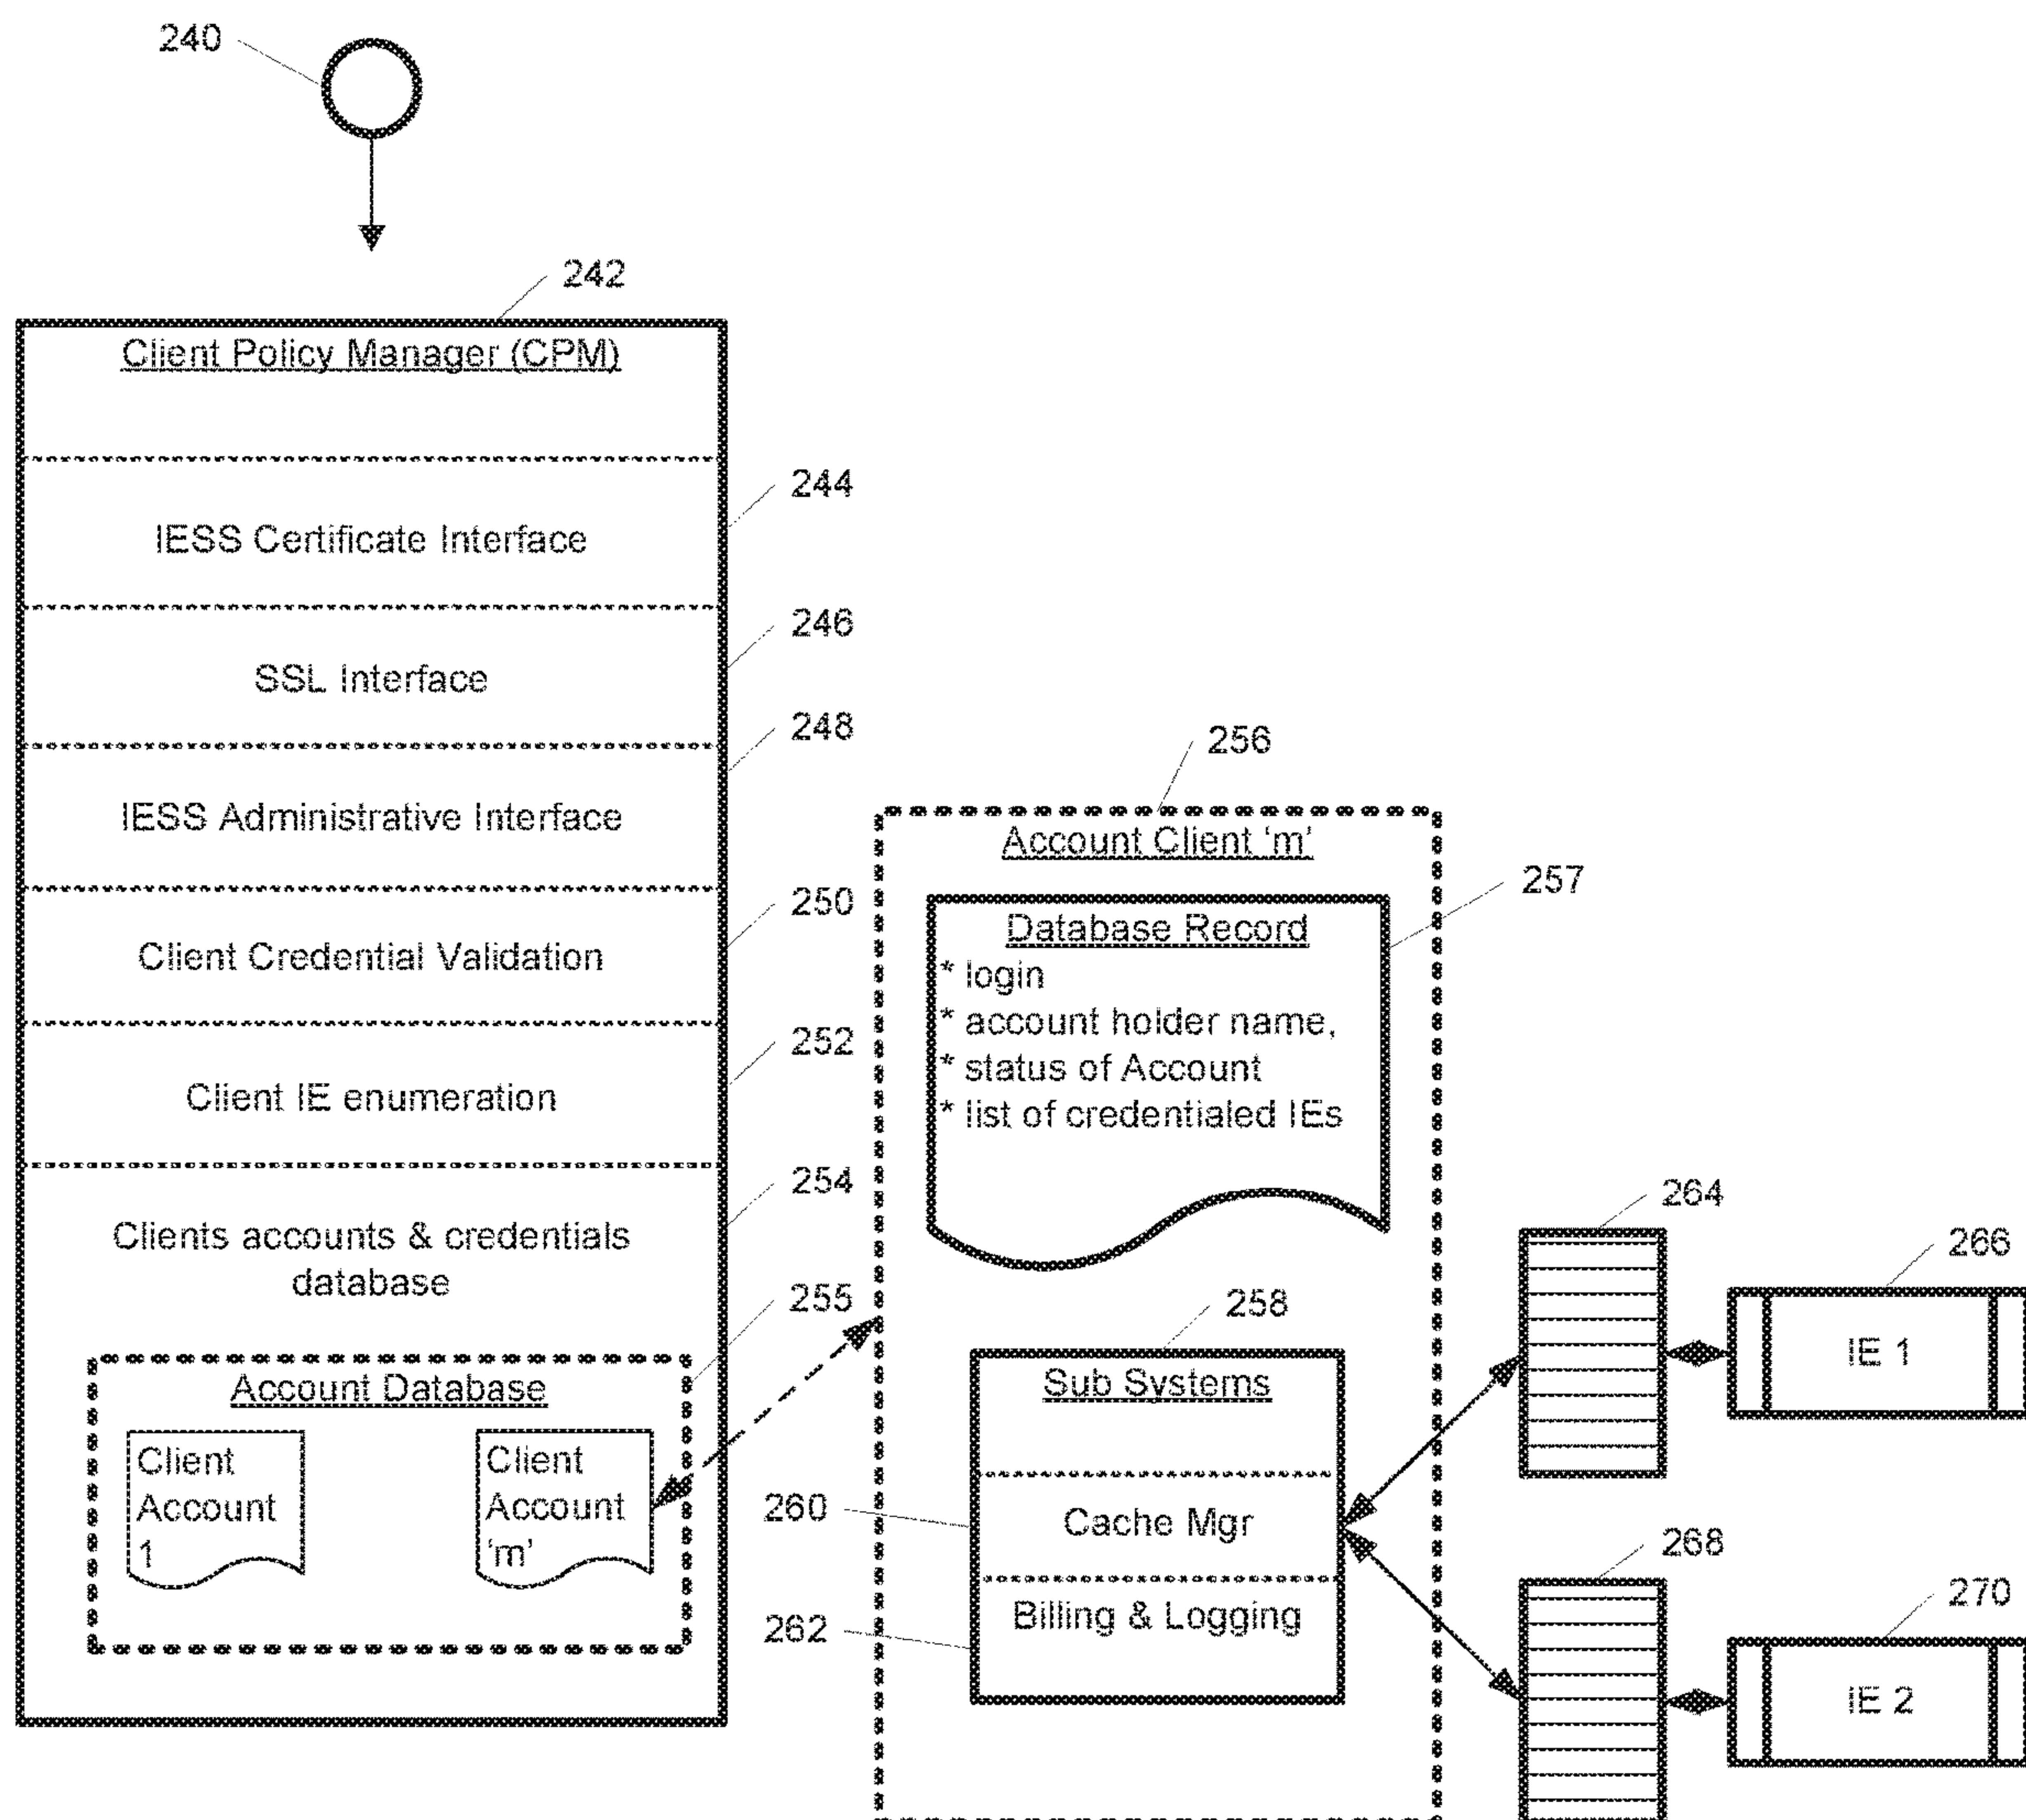 240
242
Client Policy Manager (CPM)
244
IESS Certificate Interface
246
SSL Interface
248
IESS Administrative Interface
250
Client Credential Validation
252
Client IE enumeration
254
Clients accounts & credentials
database
255
Account Database
Client
Account
1
Client
Account
‘m’
256
Account Client ‘m’
257
Database Record
* login
* account holder name,
* status of Account
* list of credentialed IEs
258
Sub Systems
260
Cache Mgr
262
Billing & Logging
264
266
IE 1
268
270
IE 2